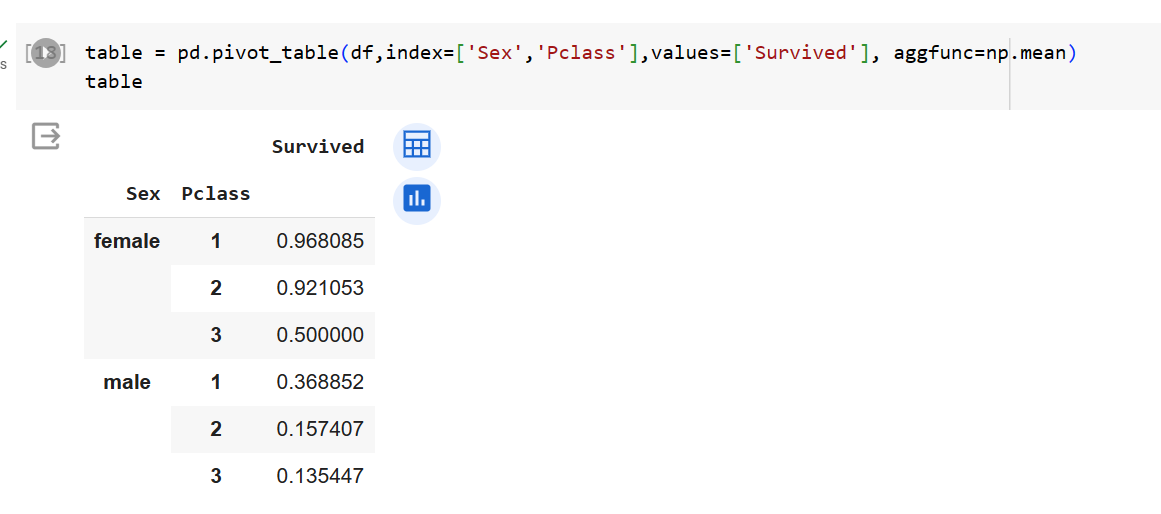 [18] table = pd.pivot_table(df,index=['Sex','Pclass'],values=['Survived'], aggfunc=np.mean)
s
table
Survived
Sex Pclass
female 1 0.968085
2 0.921053
3 0.500000
male 1 0.368852
2 0.157407
3 0.135447